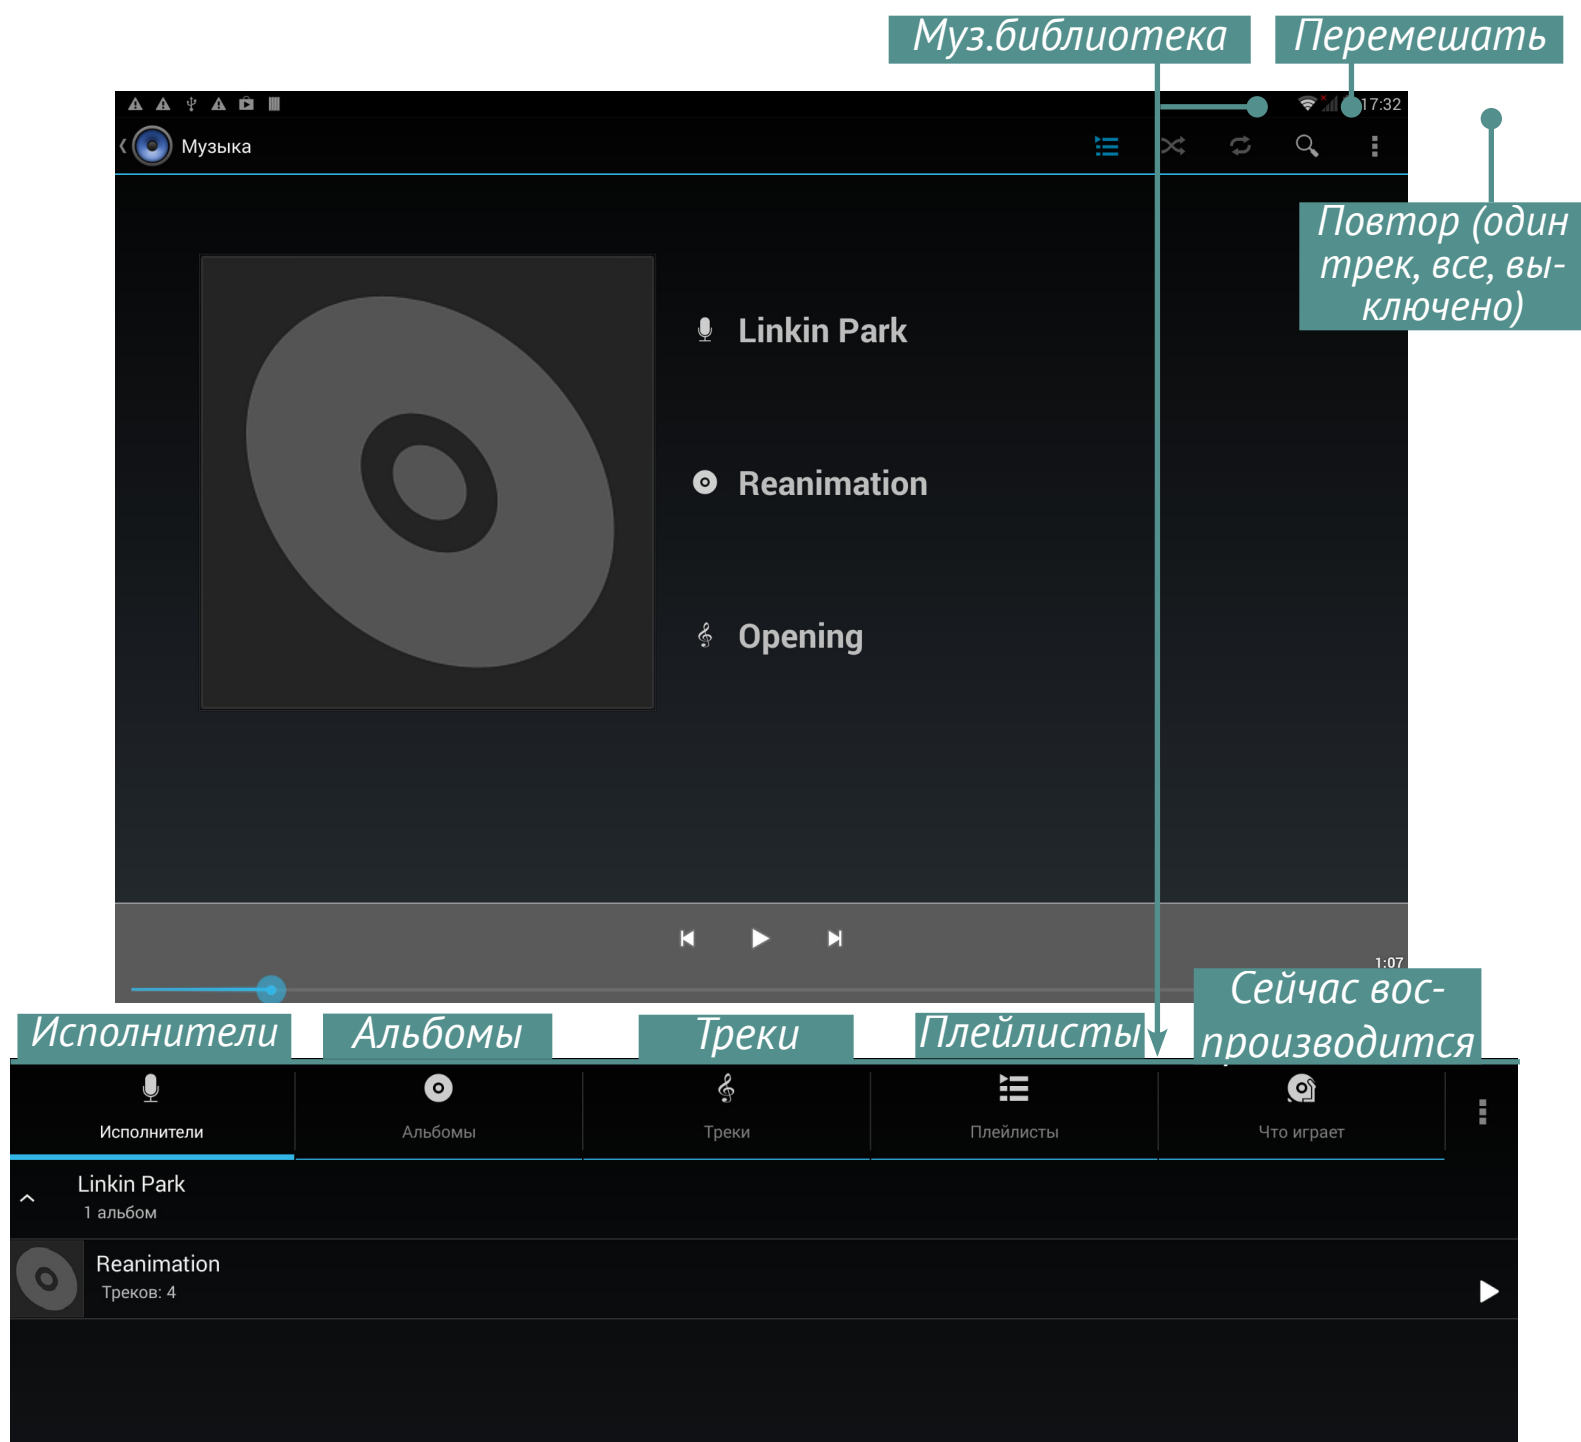 Муз.библиотека
Перемешать
17:32
Музыка
Повтор (один
трек, все, вы-
ключено)
Linkin Park
Reanimation
Opening
1:07
Сейчас вос-
производится
Исполнители
Альбомы
Треки
Плейлисты
Исполнители
Альбомы
Треки
Плейлисты
Что играет
Linkin Park
1 альбом
Reanimation
Треков: 4